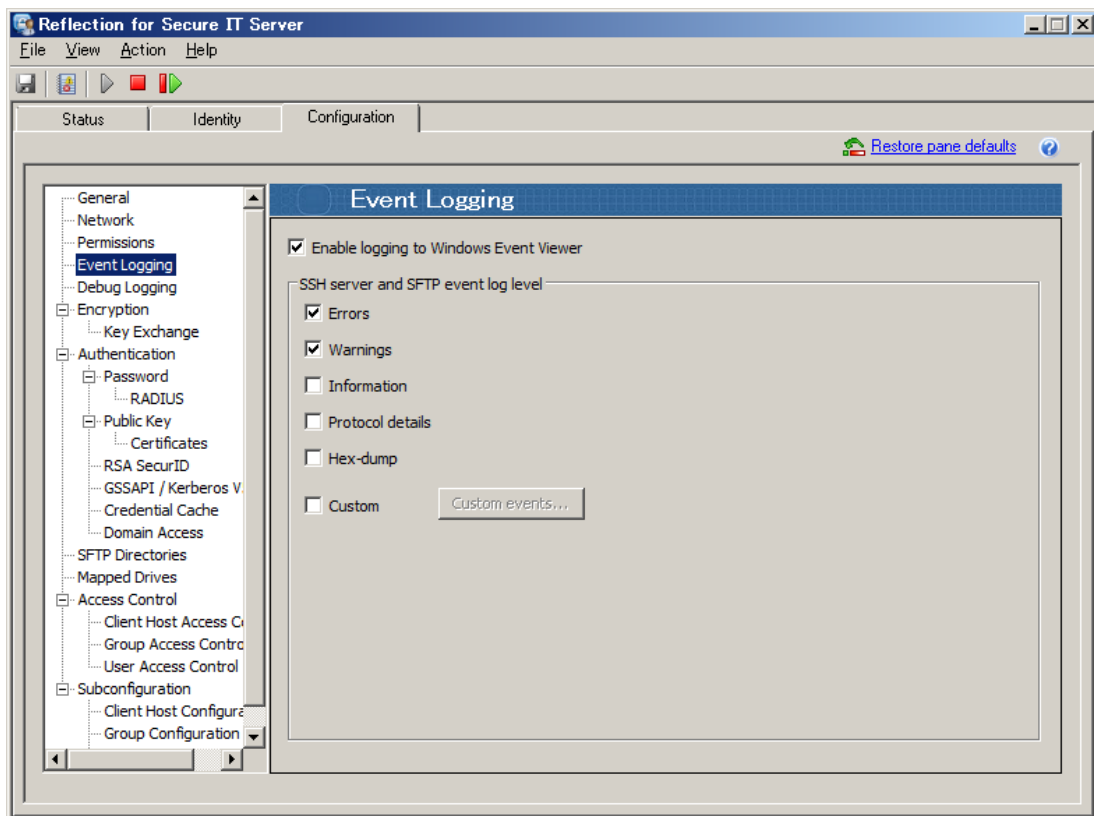 Reflection for Secure IT Server
File View Action Help
Status Identity Configuration
Restore pane defaults
General
Network
Permissions
Event Logging
Debug Logging
Encryption
Key Exchange
Authentication
Password
RADIUS
Public Key
Certificates
RSA SecurID
GSSAPI / Kerberos V.
Credential Cache
Domain Access
SFTP Directories
Mapped Drives
Access Control
Client Host Access Co
Group Access Contro
User Access Control
Subconfiguration
Client Host Configura
Group Configuration
Event Logging
Enable logging to Windows Event Viewer
SSH server and SFTP event log level
Errors
Warnings
Information
Protocol details
Hex-dump
Custom Custom events...